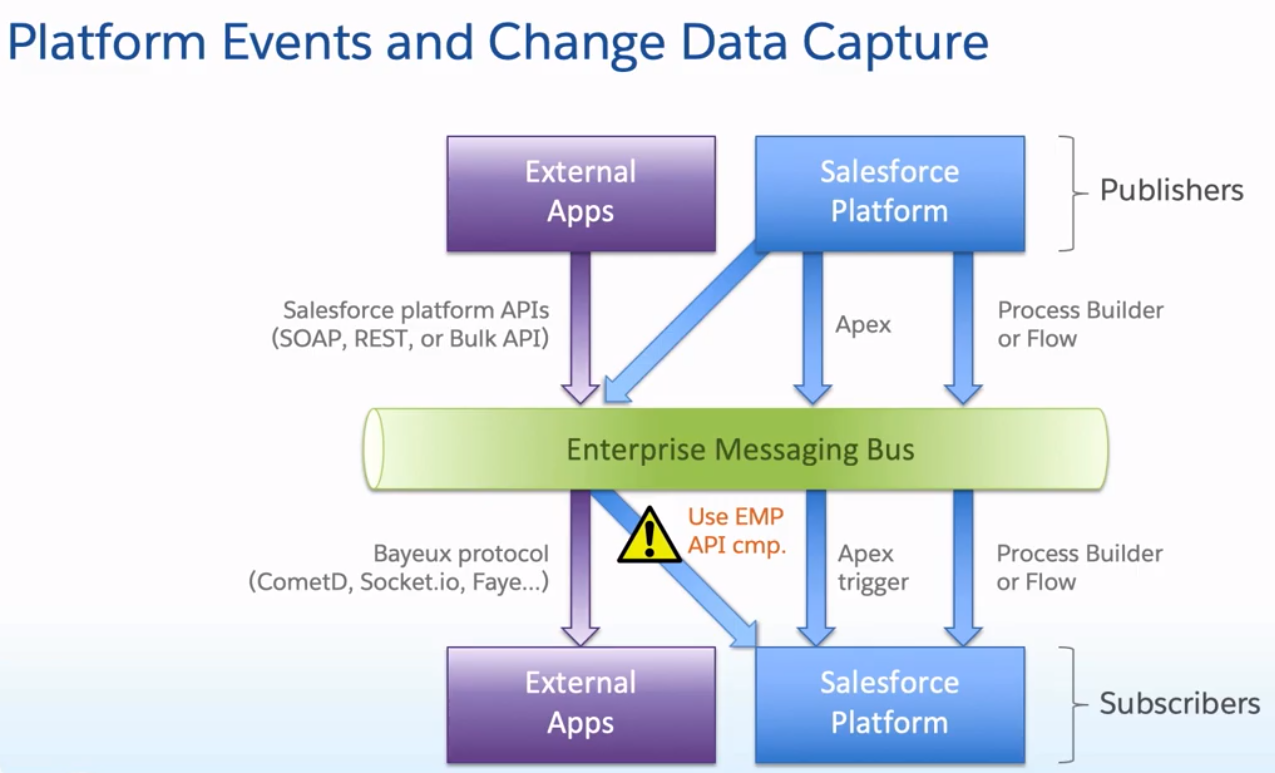 Platform Events and Change Data Capture
External
Apps
Salesforce
Platform
Publishers
Salesforce platform APIs
(SOAP, REST, or Bulk API)
Apex
Process Builder
or Flow
Enterprise Messaging Bus
Bayeux protocol
(CometD, Socket.io, Faye...)
!
Use EMP
API cmp.
Apex
trigger
Process Builder
or Flow
External
Apps
Salesforce
Platform
Subscribers